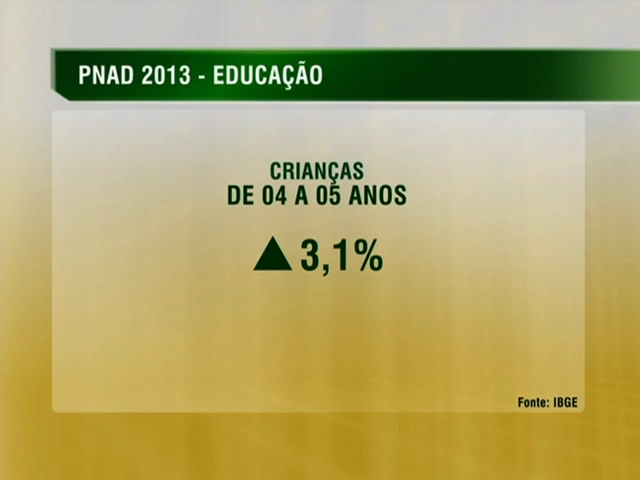 PNAD 2013 - EDUCAÇÃO
CRIANÇAS
DE 04 A 05 ANOS
▲ 3,1%
Fonte: IBGE